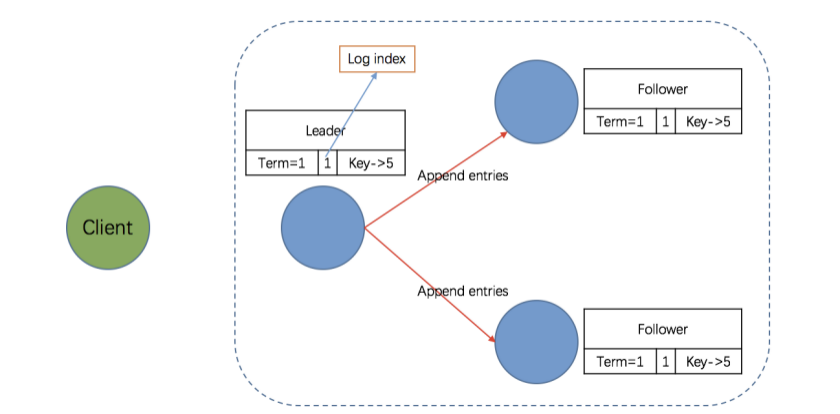 Log index
Leader
Term=1 1 Key->5
Client
Append entries
Append entries
Follower
Term=1 1 Key->5
Follower
Term=1 1 Key->5